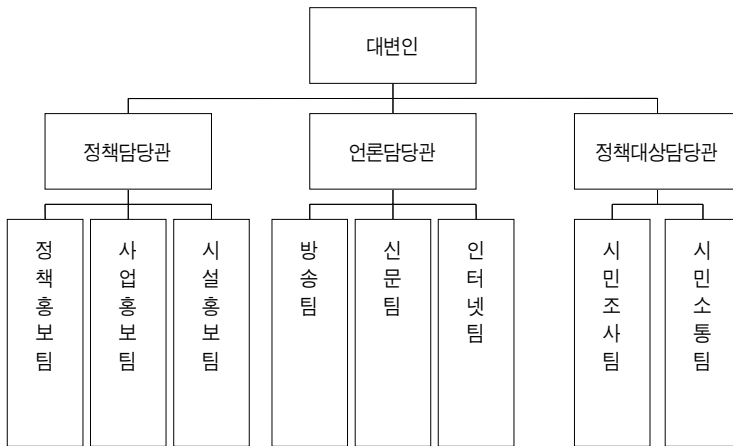 대변인
정책담당관
언론담당관
정책대상담당관
정책홍보팀
사업홍보팀
시설홍보팀
방송팀
신문팀
인터넷팀
시민조사팀
시민소통팀